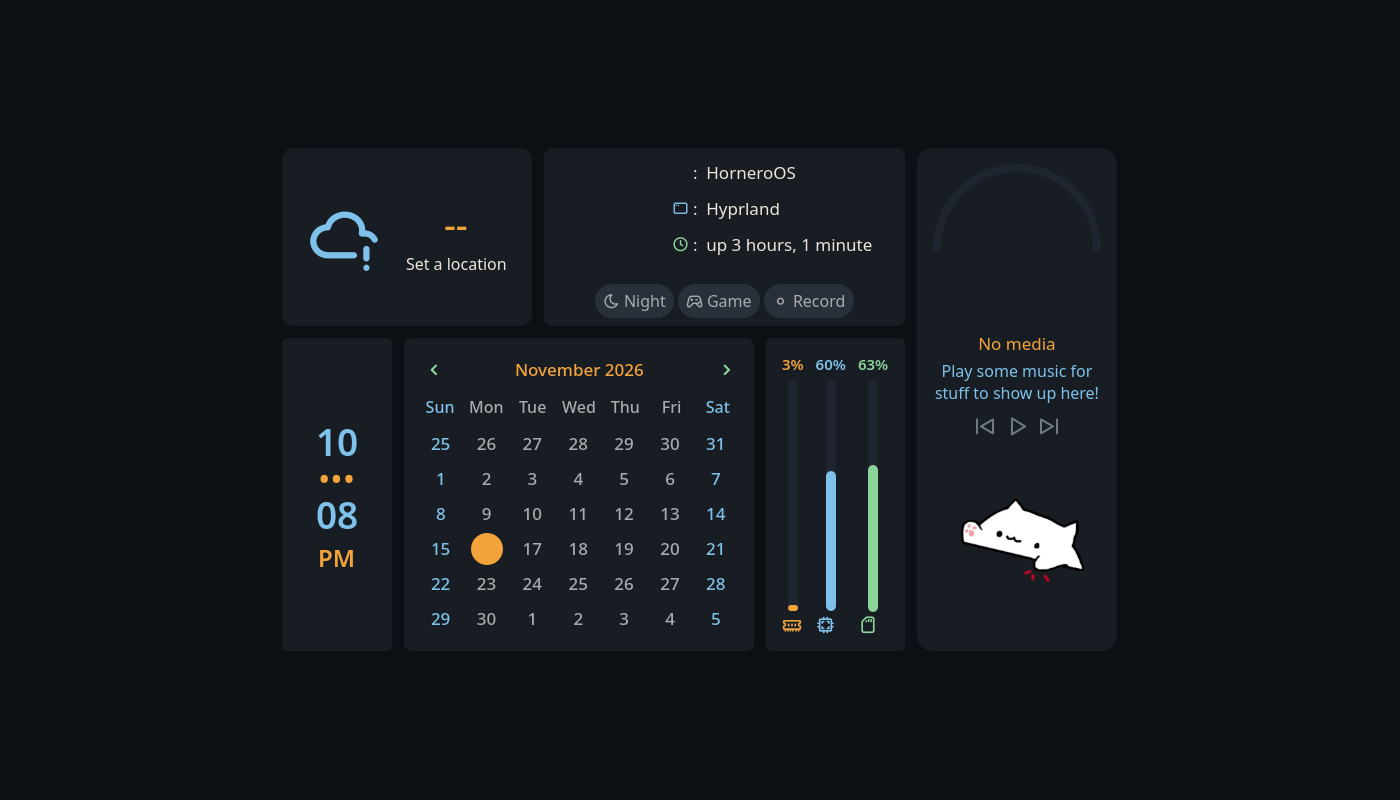 --
Set a location
: HorneroOS
: Hyprland
: up 3 hours, 1 minute
Night Game Record
10
08
PM
November 2026
Sun Mon Tue Wed Thu Fri Sat
25 26 27 28 29 30 31
1 2 3 4 5 6 7
8 9 10 11 12 13 14
15 17 18 19 20 21
22 23 24 25 26 27 28
29 30 1 2 3 4 5
3% 60% 63%
No media
Play some music for
stuff to show up here!